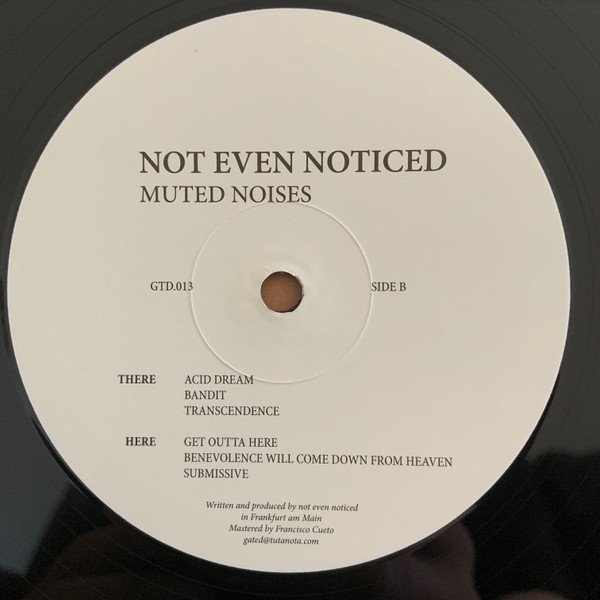 NOT EVEN NOTICED
MUTED NOISES
GTD.013 SIDE B
THERE ACID DREAM
BANDIT
TRANSCENDENCE
HERE GET OUTTA HERE
BENEVOLENCE WILL COME DOWN FROM HEAVEN
SUBMISSIVE
Written and produced by not even noticed
in Frankfurt am Main
Mastered by Francisco Cueto
gated@tutanota.com